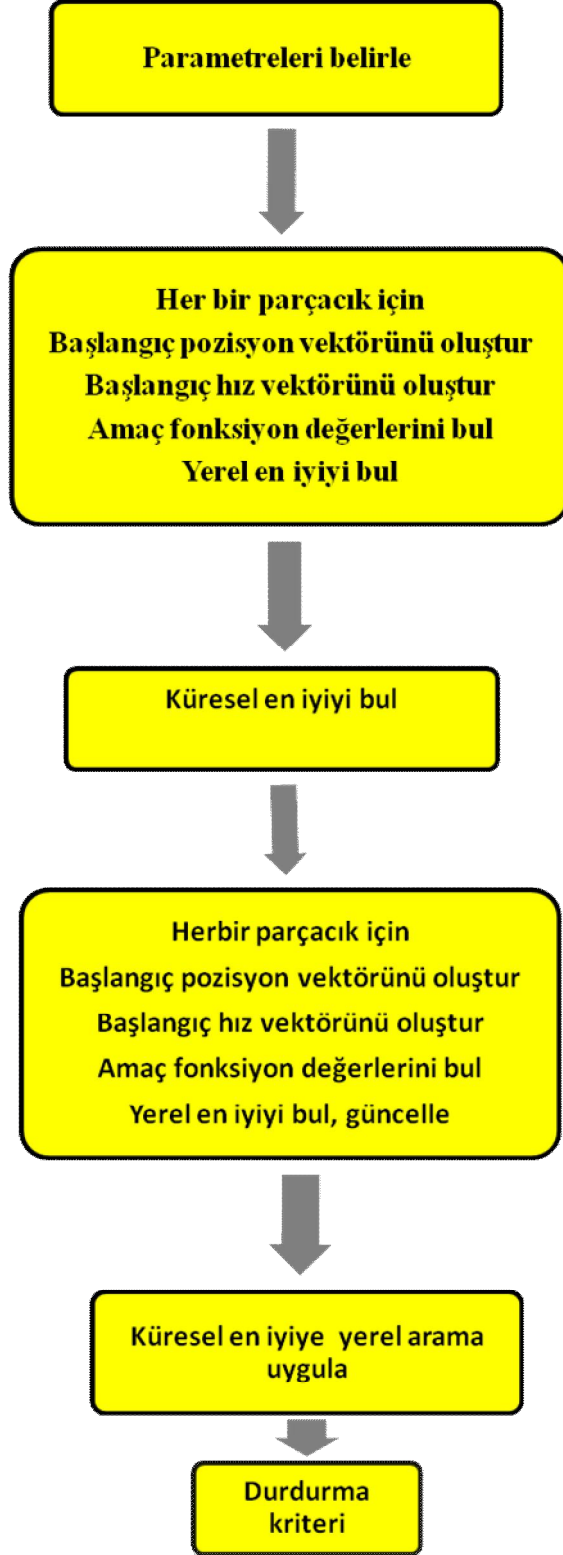 Parametreleri belirle
Her bir parçacık için
Başlangıç pozisyon vektörünü oluştur
Başlangıç hız vektörünü oluştur
Amaç fonksiyon değerlerini bul
Yerel en iyiyi bul
Küresel en iyiyi bul
Herbir parçacık için
Başlangıç pozisyon vektörünü oluştur
Başlangıç hız vektörünü oluştur
Amaç fonksiyon değerlerini bul
Yerel en iyiyi bul, güncelle
Küresel en iyiye yerel arama
uygula
Durdurma
kriteri